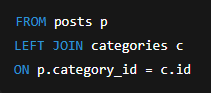 FROM posts p
LEFT JOIN categories c
ON p.category_id = c.id